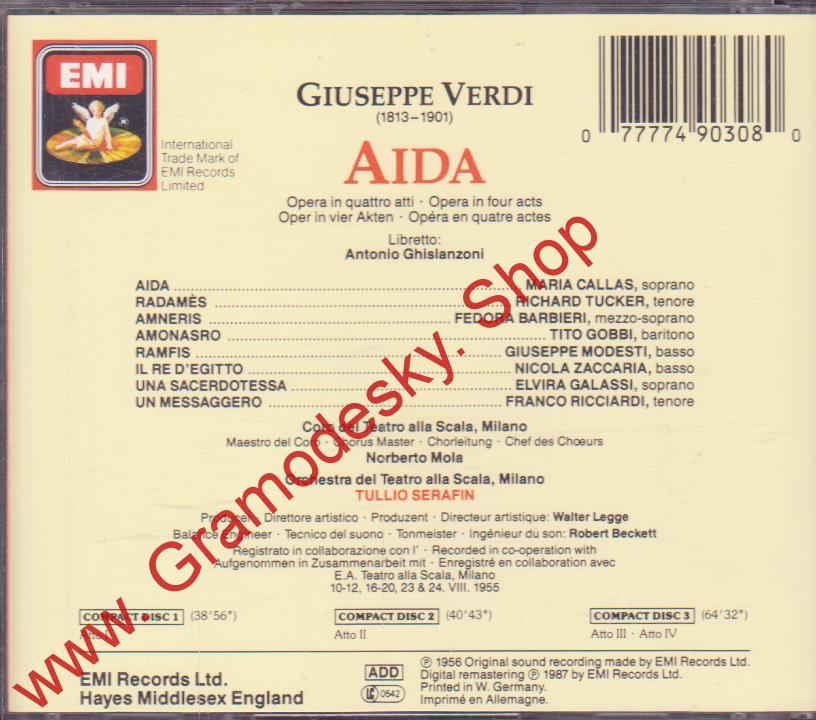 EMI
International
Trade Mark of
EMI Records
Limited
GIUSEPPE VERDI
(1813–1901)
0 77774 90308 0
AIDA
Opera in quattro atti · Opera in four acts
Oper in vier Akten · Opéra en quatre actes
Libretto:
Antonio Ghislanzoni
AIDA ........ MARIA CALLAS, soprano
RADAMÈS ........ RICHARD TUCKER, tenore
AMNERIS ........ FEDORA BARBIERI, mezzo-soprano
AMONASRO ........ TITO GOBBI, baritono
RAMFIS ........ GIUSEPPE MODESTI, basso
IL RE D'EGITTO ........ NICOLA ZACCARIA, basso
UNA SACERDOTESSA ........ ELVIRA GALASSI, soprano
UN MESSAGGERO ........ FRANCO RICCIARDI, tenore
Coro del Teatro alla Scala, Milano
Maestro del Coro · Chorus Master · Chorleitung · Chef des Chœurs
Norberto Mola
Orchestra del Teatro alla Scala, Milano
TULLIO SERAFIN
Producer · Direttore artistico · Produzent · Directeur artistique: Walter Legge
Balance Engineer · Tecnico del suono · Tonmeister · Ingénieur du son: Robert Beckett
Registrato in collaborazione con l' · Recorded in co-operation with
Aufgenommen in Zusammenarbeit mit · Enregistré en collaboration avec
E.A. Teatro alla Scala, Milano
10-12, 16-20, 23 & 24. VIII. 1955
COMPACT DISC 1 (38'56")
Atto I
COMPACT DISC 2 (40'43")
Atto II
COMPACT DISC 3 (64'32")
Atto III · Atto IV
EMI Records Ltd.
Hayes Middlesex England
ADD
LC 0542
℗ 1956 Original sound recording made by EMI Records Ltd.
Digital remastering ℗ 1987 by EMI Records Ltd.
Printed in W. Germany.
Imprimé en Allemagne.
www. Gramodesky. Shop